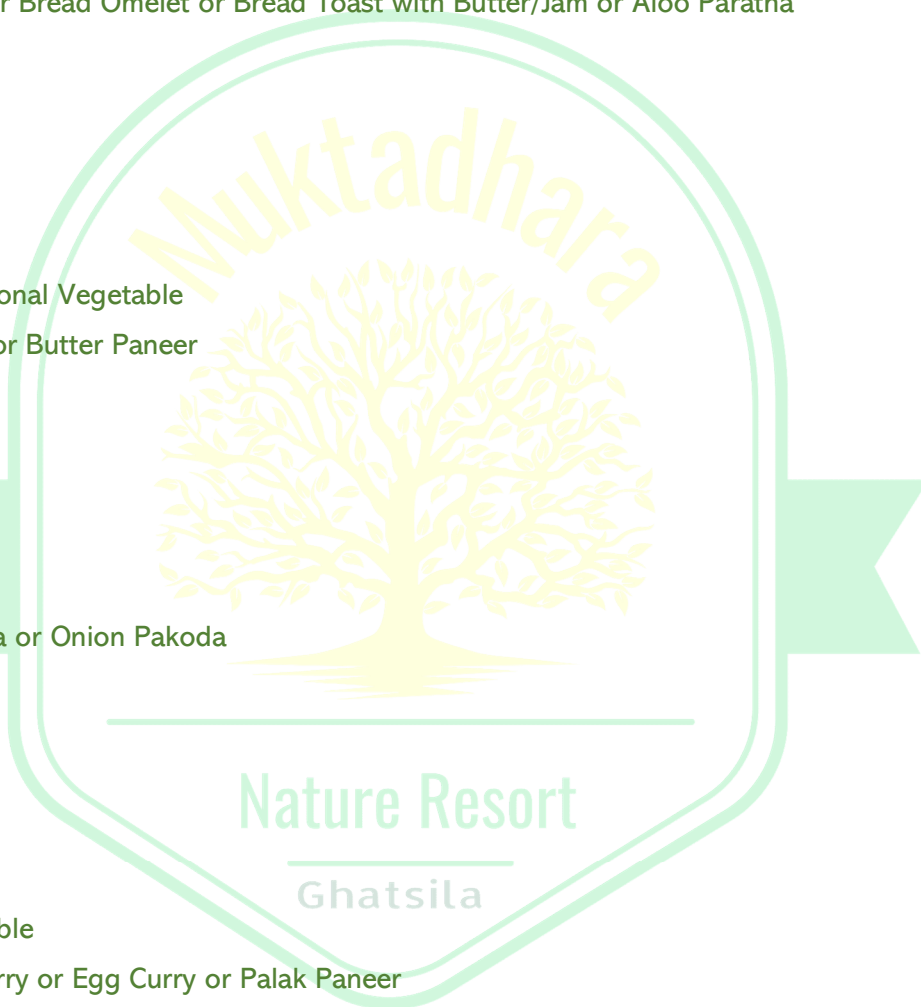 r Bread Omelet or Bread Toast with Butter/Jam or Aloo Paratha
Muktadhara
onal Vegetable
or Butter Paneer
a or Onion Pakoda
Nature Resort
Ghatsila
ble
rry or Egg Curry or Palak Paneer